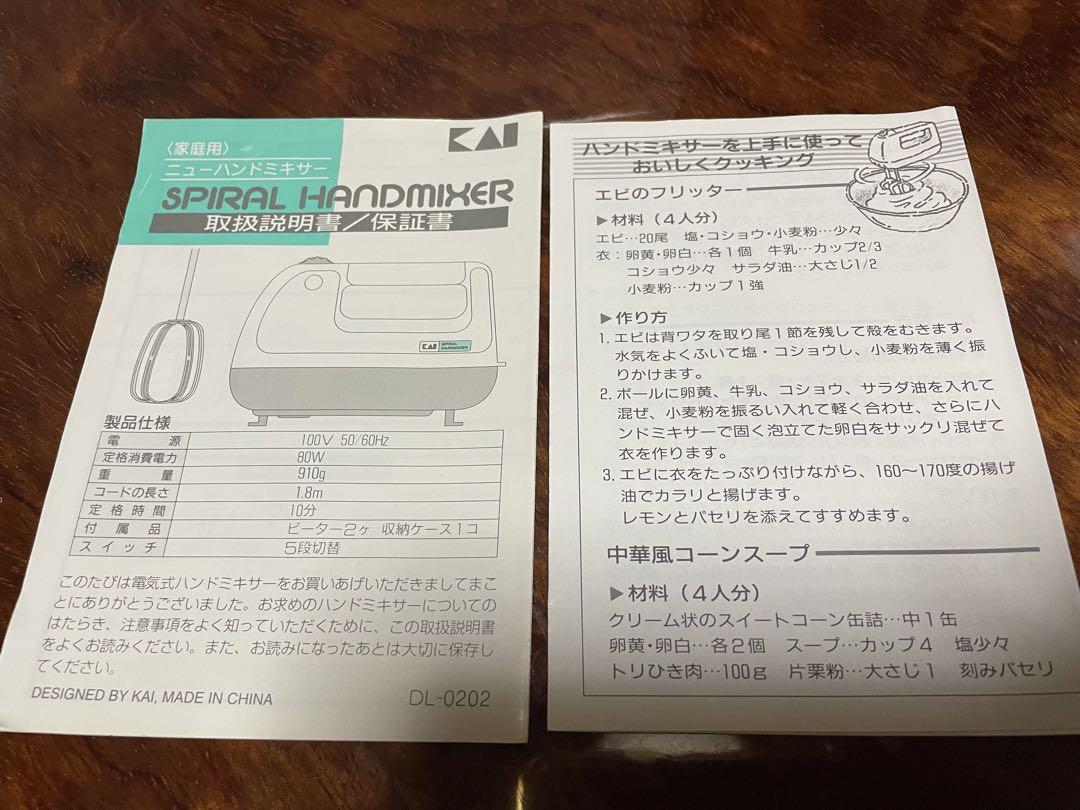 KAI
〈家庭用〉
ニューハンドミキサー
SPIRAL HANDMIXER
取扱説明書/保証書
KAI SPIRAL HANDMIXER
製品仕様
電源 100V 50/60Hz
定格消費電力 80W
重量 910g
コードの長さ 1.8m
定格時間 10分
付属品 ビーター2ヶ 収納ケース1コ
スイッチ 5段切替
このたびは電気式ハンドミキサーをお買いあげいただきましてまこ
とにありがとうございました。お求めのハンドミキサーについての
はたらき、注意事項をよく知っていただくために、この取扱説明書
をよくお読みください。また、お読みになったあとは大切に保存し
てください。
DESIGNED BY KAI, MADE IN CHINA
DL-0202
ハンドミキサーを上手に使って
おいしくクッキング
エビのフリッター
▶材料(4人分)
エビ…20尾 塩・コショウ・小麦粉…少々
衣:卵黄・卵白…各1個 牛乳…カップ2/3
コショウ少々 サラダ油…大さじ1/2
小麦粉…カップ1強
▶作り方
1. エビは背ワタを取り尾1節を残して殻をむきます。
水気をよくふいて塩・コショウし、小麦粉を薄く振
りかけます。
2. ボールに卵黄、牛乳、コショウ、サラダ油を入れて
混ぜ、小麦粉を振るい入れて軽く合わせ、さらにハ
ンドミキサーで固く泡立てた卵白をサックリ混ぜて
衣を作ります。
3. エビに衣をたっぷり付けながら、160〜170度の揚げ
油でカラリと揚げます。
レモンとパセリを添えてすすめます。
中華風コーンスープ
▶材料(4人分)
クリーム状のスイートコーン缶詰…中1缶
卵黄・卵白…各2個 スープ…カップ4 塩少々
トリひき肉…100g 片栗粉…大さじ1 刻みパセリ